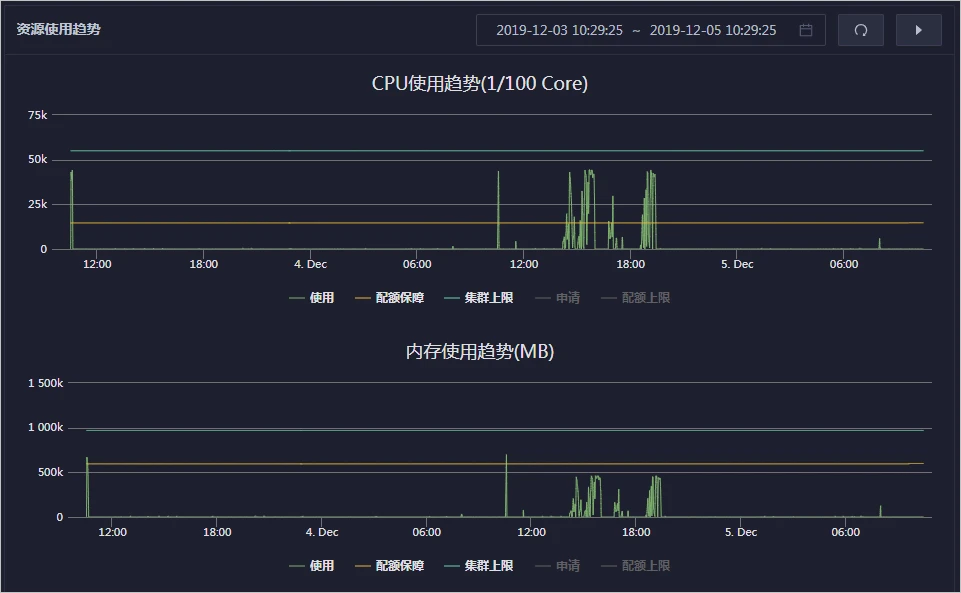 资源使用趋势
2019-12-03 10:29:25 ~ 2019-12-05 10:29:25
CPU使用趋势(1/100 Core)
75k
50k
25k
0
12:00 18:00 4. Dec 06:00 12:00 18:00 5. Dec 06:00
使用 配额保障 集群上限 申请 配额上限
内存使用趋势(MB)
1 500k
1 000k
500k
0
12:00 18:00 4. Dec 06:00 12:00 18:00 5. Dec 06:00
使用 配额保障 集群上限 申请 配额上限